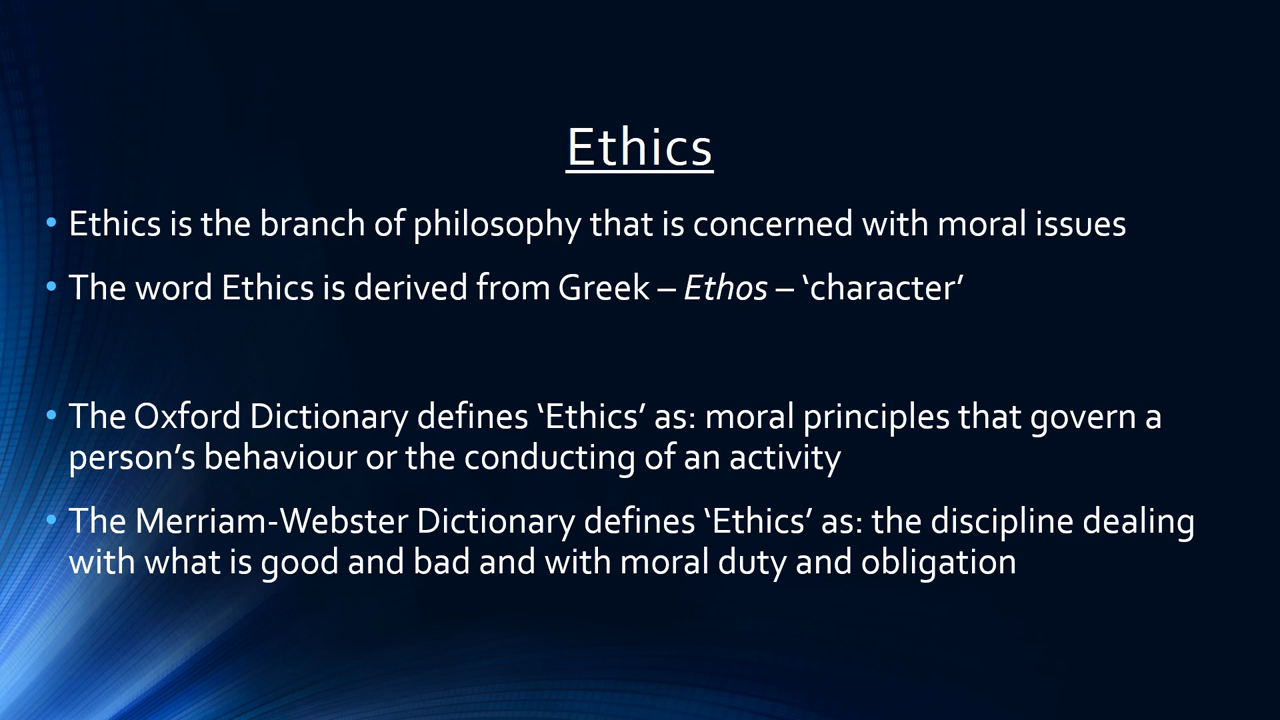 Ethics
• Ethics is the branch of philosophy that is concerned with moral issues
• The word Ethics is derived from Greek – Ethos – ‘character’
• The Oxford Dictionary defines ‘Ethics’ as: moral principles that govern a
person’s behaviour or the conducting of an activity
• The Merriam-Webster Dictionary defines ‘Ethics’ as: the discipline dealing
with what is good and bad and with moral duty and obligation